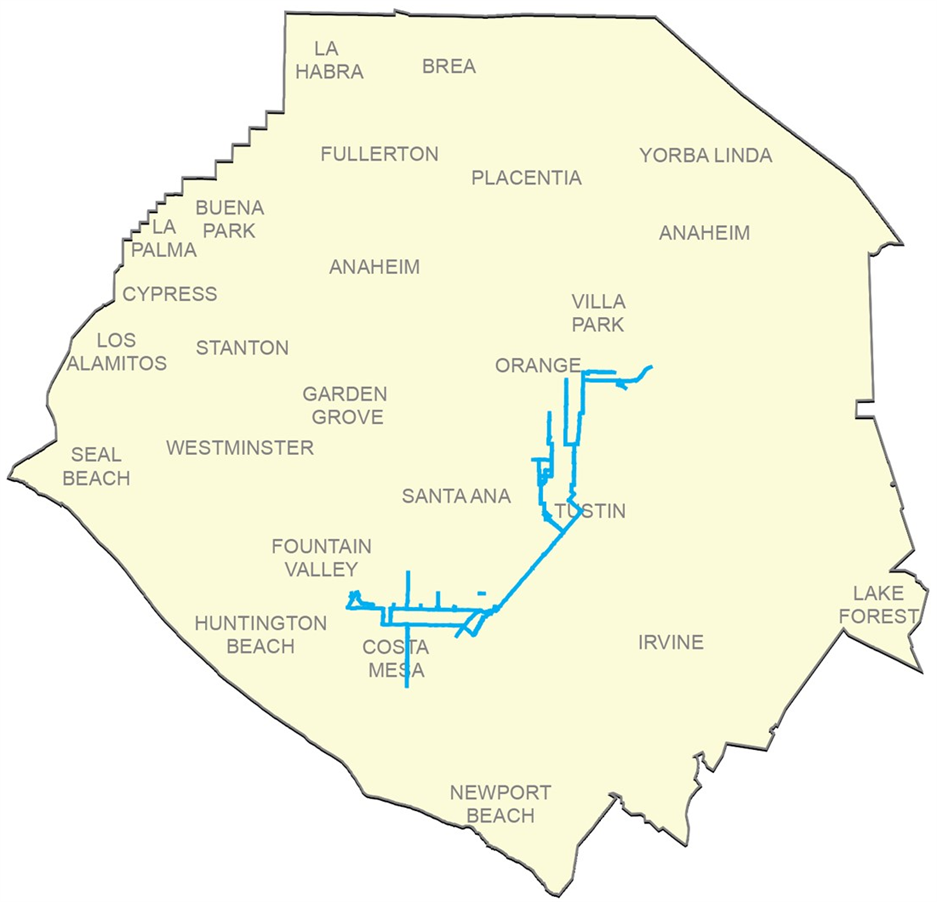 LA
HABRA
BREA
FULLERTON
YORBA LINDA
PLACENTIA
BUENA
PARK
LA
PALMA
ANAHEIM
ANAHEIM
CYPRESS
VILLA
PARK
LOS
ALAMITOS
STANTON
ORANGE
GARDEN
GROVE
WESTMINSTER
SEAL
BEACH
SANTA ANA
TUSTIN
FOUNTAIN
VALLEY
LAKE
FOREST
HUNTINGTON
BEACH
COSTA
MESA
IRVINE
NEWPORT
BEACH